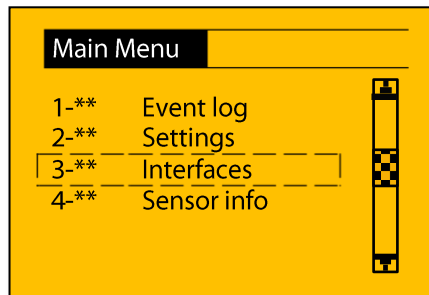 Main Menu
1-** Event log
2-** Settings
3-** Interfaces
4-** Sensor info